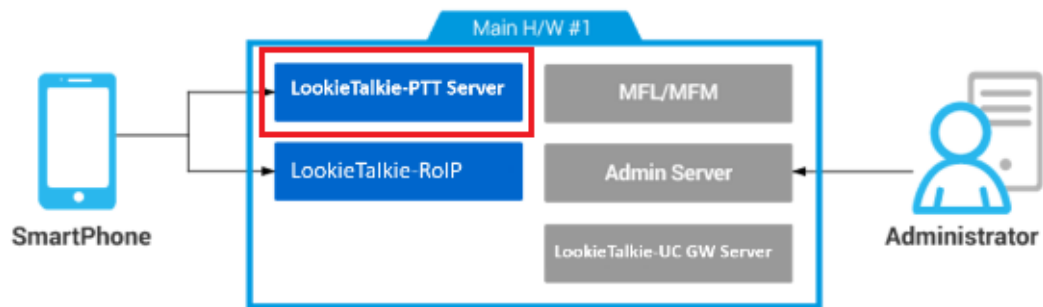 Main H/W #1
LookieTalkie-PTT Server
MFL/MFM
LookieTalkie-RoIP
Admin Server
LookieTalkie-UC GW Server
SmartPhone
Administrator